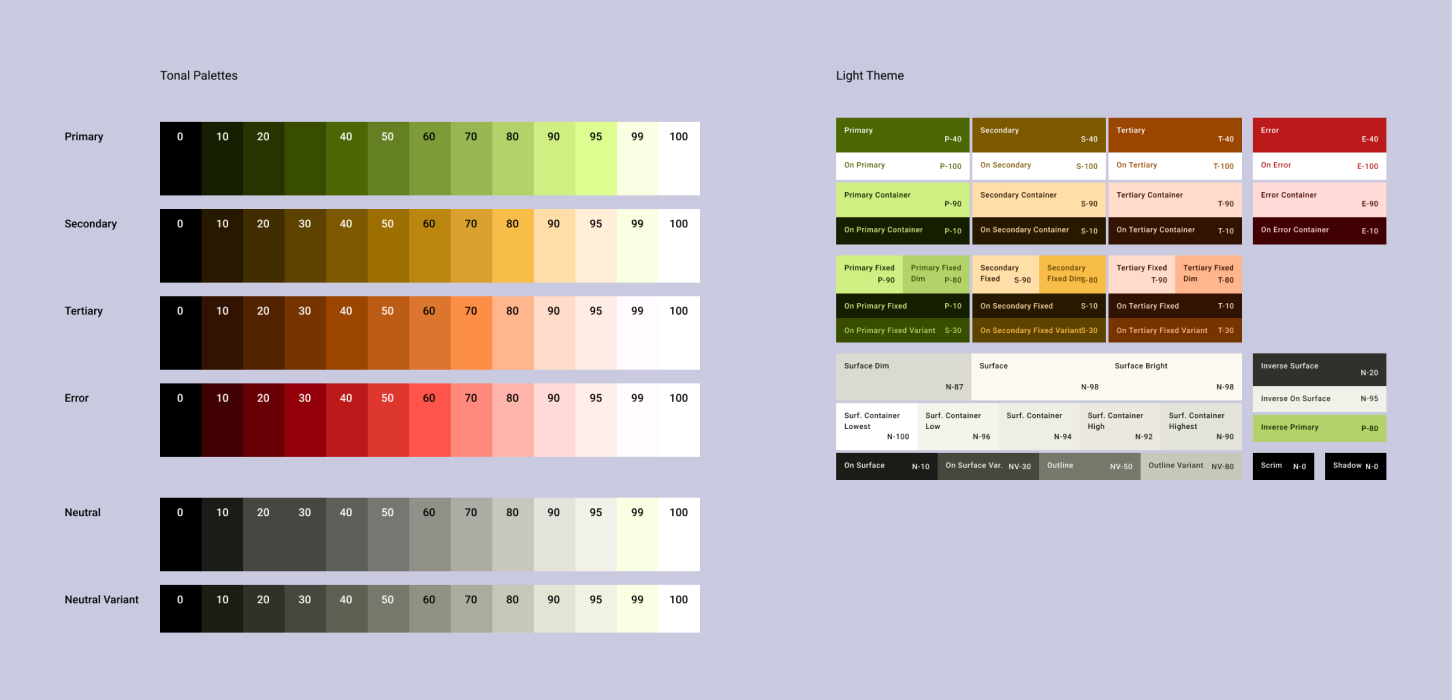 Tonal Palettes
Primary
0 10 20 40 50 60 70 80 90 95 99 100
Secondary
0 10 20 30 40 50 60 70 80 90 95 99 100
Tertiary
0 10 20 30 40 50 60 70 80 90 95 99 100
Error
0 10 20 30 40 50 60 70 80 90 95 99 100
Neutral
0 10 20 30 40 50 60 70 80 90 95 99 100
Neutral Variant
0 10 20 30 40 50 60 70 80 90 95 99 100
Light Theme
Primary
P-40
Secondary
S-40
Tertiary
T-40
Error
E-40
On Primary P-100
On Secondary S-100
On Tertiary T-100
On Error E-100
Primary Container
P-90
Secondary Container
S-90
Tertiary Container
T-90
Error Container
E-90
On Primary Container P-10
On Secondary Container S-10
On Tertiary Container T-10
On Error Container E-10
Primary Fixed
P-90
Primary Fixed
Dim P-80
Secondary
Fixed S-90
Secondary
Fixed Dim S-80
Tertiary Fixed
T-90
Tertiary Fixed
Dim T-80
On Primary Fixed P-10
On Secondary Fixed S-10
On Tertiary Fixed T-10
On Primary Fixed Variant S-30
On Secondary Fixed Variant S-30
On Tertiary Fixed Variant T-30
Surface Dim
N-87
Surface
N-98
Surface Bright
N-98
Inverse Surface
N-20
Inverse On Surface N-95
Inverse Primary P-80
Surf. Container
Lowest
N-100
Surf. Container
Low
N-96
Surf. Container
N-94
Surf. Container
High
N-92
Surf. Container
Highest
N-90
On Surface N-10
On Surface Var. NV-30
Outline NV-50
Outline Variant NV-80
Scrim N-0
Shadow N-0